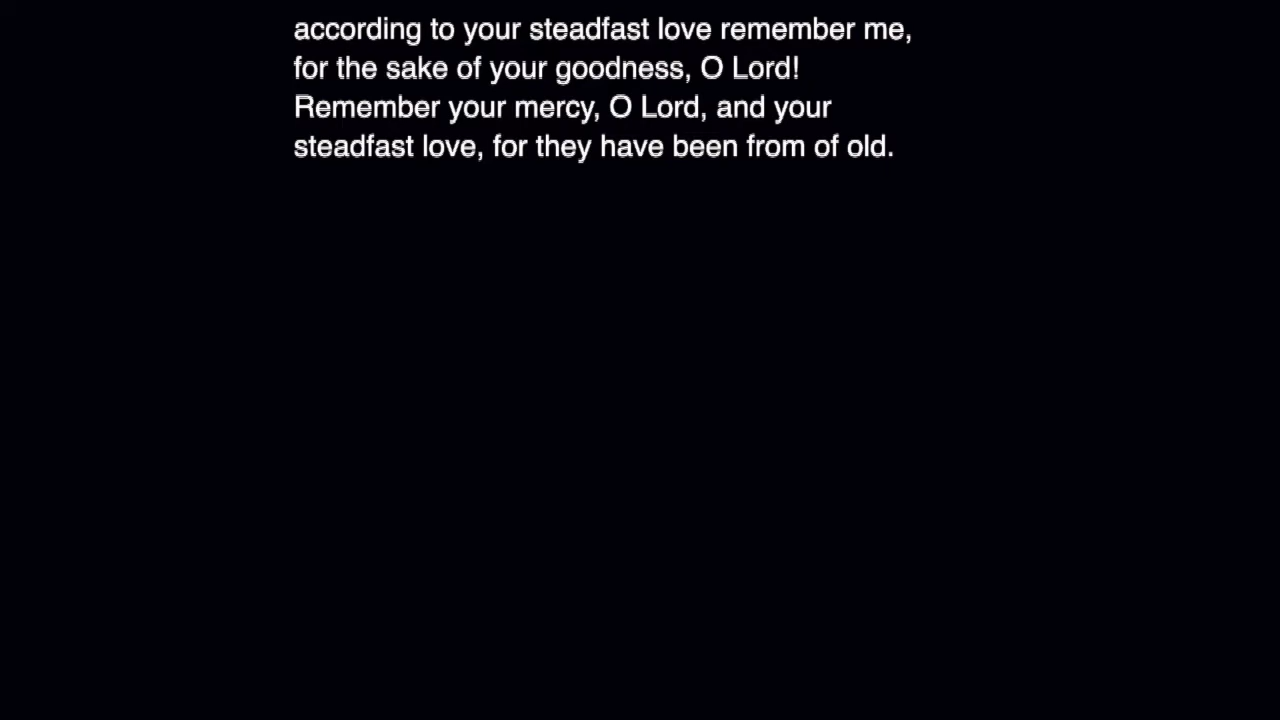 according to your steadfast love remember me,
for the sake of your goodness, O Lord!
Remember your mercy, O Lord, and your
steadfast love, for they have been from of old.